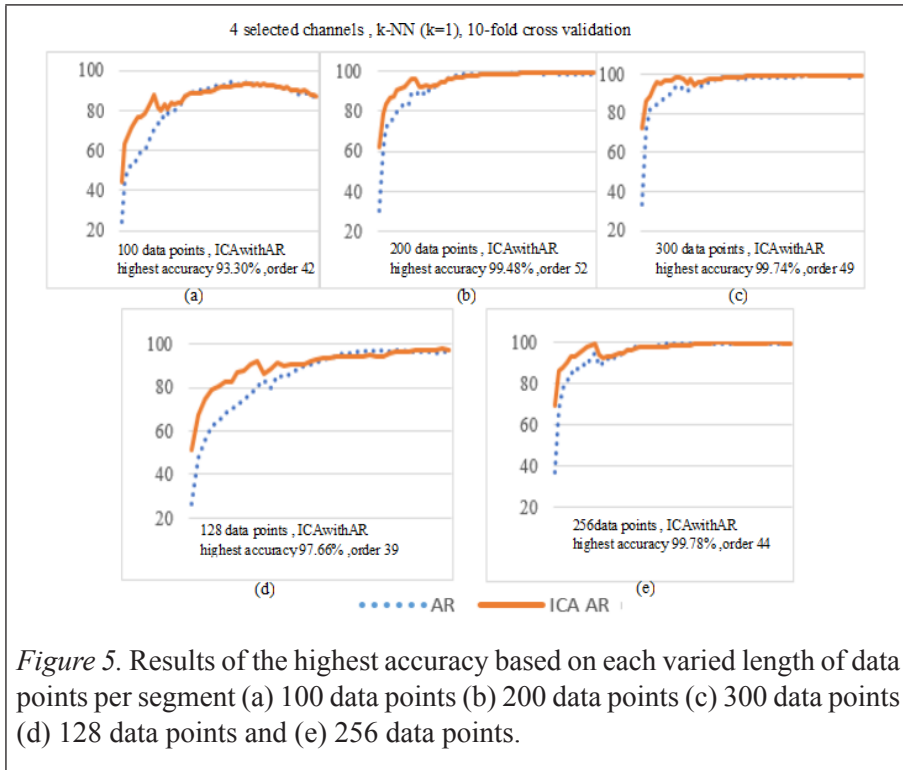 4 selected channels , k-NN (k=1), 10-fold cross validation
100
80
60
40
20
100 data points , ICAwithAR
highest accuracy 93.30% ,order 42
(a)
100
80
60
40
20
200 data points , ICAwithAR
highest accuracy 99.48% ,order 52
(b)
100
80
60
40
20
300 data points , ICAwithAR
highest accuracy 99.74% ,order 49
(c)
100
80
60
40
20
128 data points , ICAwithAR
highest accuracy 97.66% ,order 39
(d)
100
80
60
40
20
256data points , ICAwithAR
highest accuracy 99.78% ,order 44
(e)
AR ICA AR
Figure 5. Results of the highest accuracy based on each varied length of data
points per segment (a) 100 data points (b) 200 data points (c) 300 data points
(d) 128 data points and (e) 256 data points.